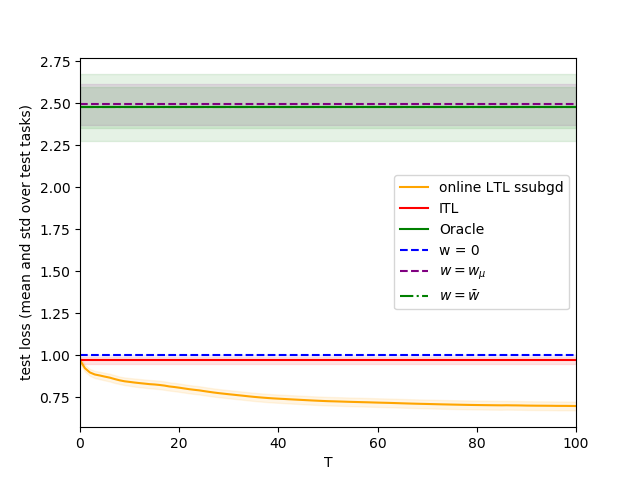 test loss (mean and std over test tasks)
2.75
2.50
2.25
2.00
1.75
1.50
1.25
1.00
0.75
online LTL ssubgd
ITL
Oracle
w = 0
w = w_μ
w = w̄
0 20 40 60 80 100
T